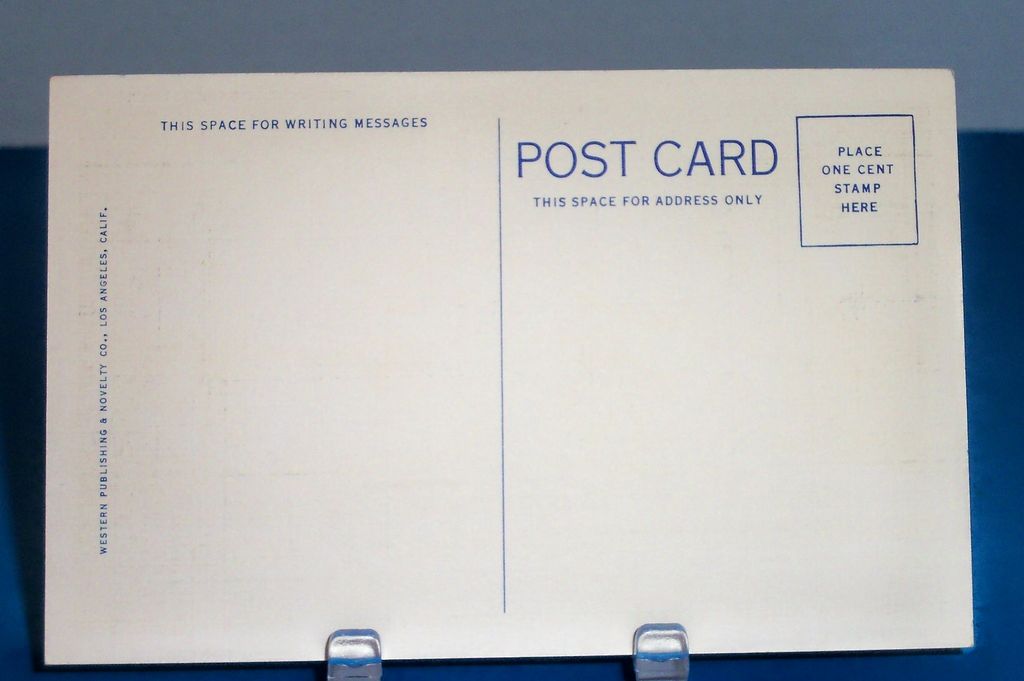 THIS SPACE FOR WRITING MESSAGES
WESTERN PUBLISHING & NOVELTY CO., LOS ANGELES, CALIF.
POST CARD
THIS SPACE FOR ADDRESS ONLY
PLACE
ONE CENT
STAMP
HERE